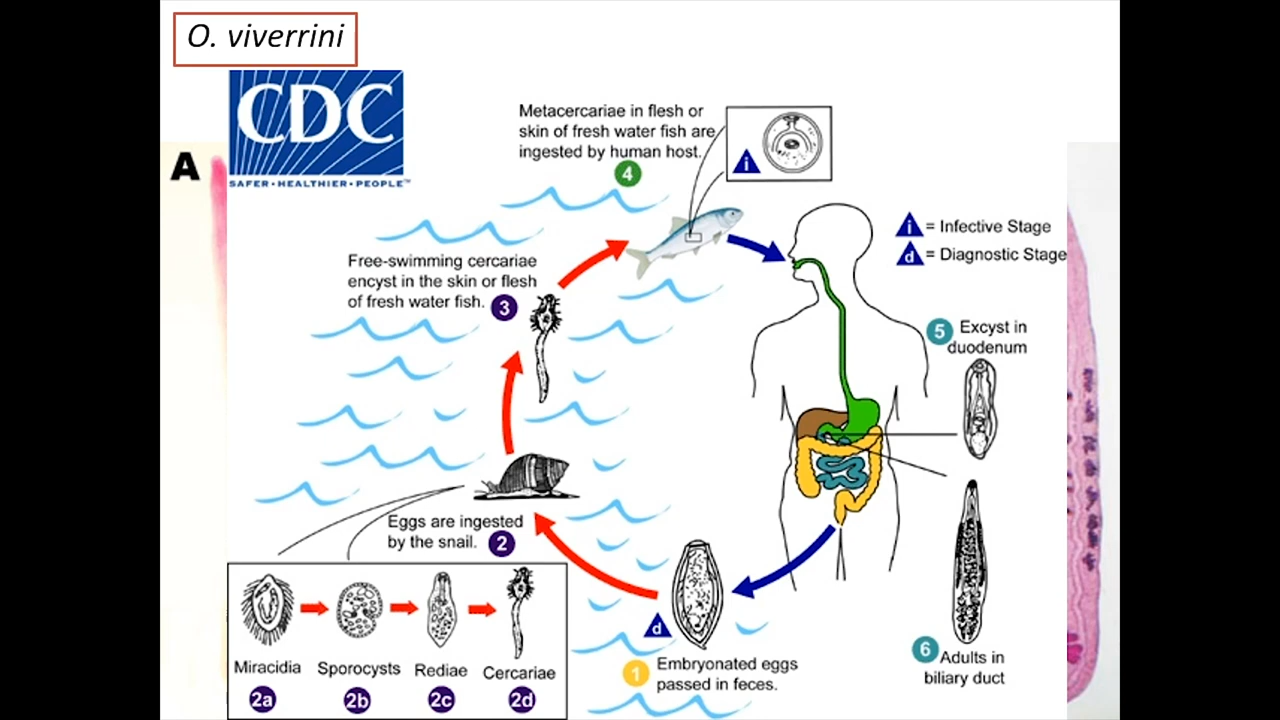 O. viverrini
CDC
SAFER•HEALTHIER•PEOPLE™
A
Metacercariae in flesh or
skin of fresh water fish are
ingested by human host.
4
i
i = Infective Stage
d = Diagnostic Stage
Free-swimming cercariae
encyst in the skin or flesh
of fresh water fish. 3
5 Excyst in
duodenum
Eggs are ingested
by the snail. 2
d
1 Embryonated eggs
passed in feces.
6 Adults in
biliary duct
Miracidia Sporocysts Rediae Cercariae
2a 2b 2c 2d